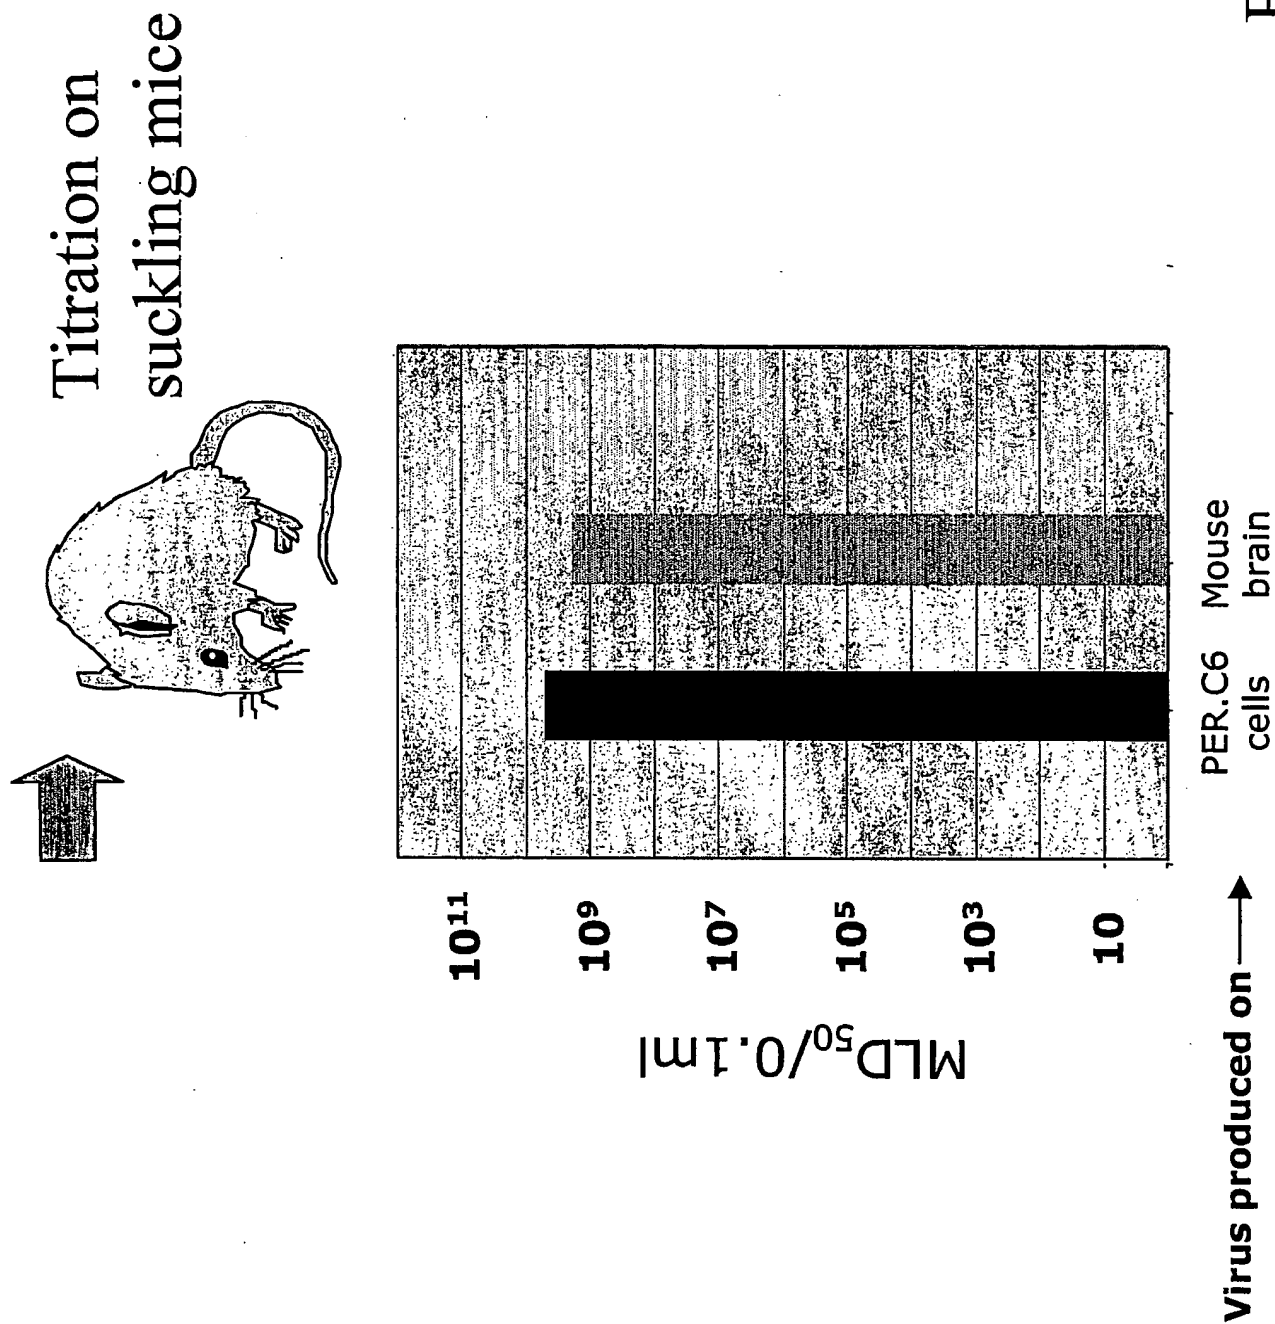 Titration on
suckling mice
MLD₅₀/0.1ml
10¹¹
10⁹
10⁷
10⁵
10³
10
PER.C6
cells
Mouse
brain
Virus produced on